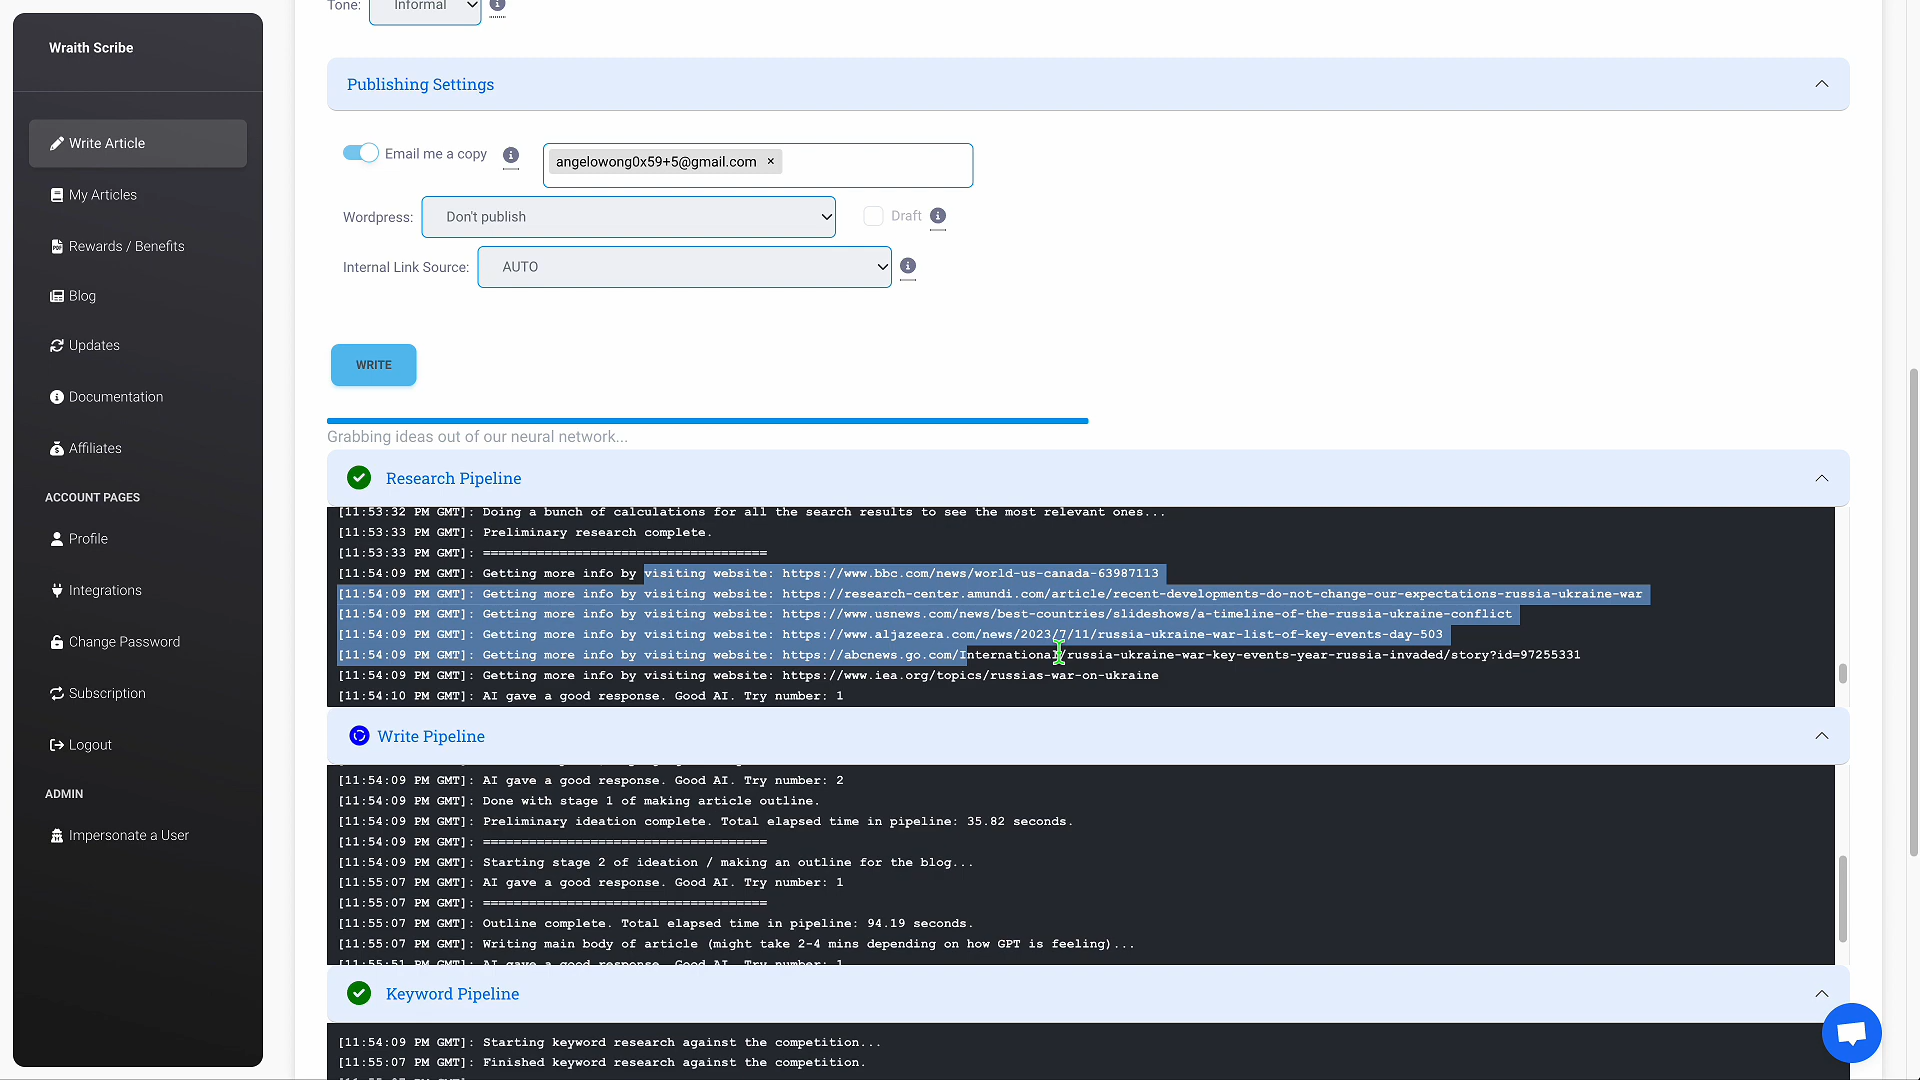 Wraith Scribe
Write Article
My Articles
Rewards / Benefits
Blog
Updates
Documentation
Affiliates
ACCOUNT PAGES
Profile
Integrations
Change Password
Subscription
Logout
ADMIN
Impersonate a User
Tone: Informal
Publishing Settings
Email me a copy angelowong0x59+5@gmail.com ×
Wordpress: Don't publish Draft
Internal Link Source: AUTO
WRITE
Grabbing ideas out of our neural network...
Research Pipeline
[11:53:32 PM GMT]: Doing a bunch of calculations for all the search results to see the most relevant ones...
[11:53:33 PM GMT]: Preliminary research complete.
[11:53:33 PM GMT]: =====================================
[11:54:09 PM GMT]: Getting more info by visiting website: https://www.bbc.com/news/world-us-canada-63987113
[11:54:09 PM GMT]: Getting more info by visiting website: https://research-center.amundi.com/article/recent-developments-do-not-change-our-expectations-russia-ukraine-war
[11:54:09 PM GMT]: Getting more info by visiting website: https://www.usnews.com/news/best-countries/slideshows/a-timeline-of-the-russia-ukraine-conflict
[11:54:09 PM GMT]: Getting more info by visiting website: https://www.aljazeera.com/news/2023/7/11/russia-ukraine-war-list-of-key-events-day-503
[11:54:09 PM GMT]: Getting more info by visiting website: https://abcnews.go.com/International/russia-ukraine-war-key-events-year-russia-invaded/story?id=97255331
[11:54:09 PM GMT]: Getting more info by visiting website: https://www.iea.org/topics/russias-war-on-ukraine
[11:54:10 PM GMT]: AI gave a good response. Good AI. Try number: 1
Write Pipeline
[11:54:09 PM GMT]: AI gave a good response. Good AI. Try number: 2
[11:54:09 PM GMT]: Done with stage 1 of making article outline.
[11:54:09 PM GMT]: Preliminary ideation complete. Total elapsed time in pipeline: 35.82 seconds.
[11:54:09 PM GMT]: =====================================
[11:54:09 PM GMT]: Starting stage 2 of ideation / making an outline for the blog...
[11:55:07 PM GMT]: AI gave a good response. Good AI. Try number: 1
[11:55:07 PM GMT]: =====================================
[11:55:07 PM GMT]: Outline complete. Total elapsed time in pipeline: 94.19 seconds.
[11:55:07 PM GMT]: Writing main body of article (might take 2-4 mins depending on how GPT is feeling)...
[11:55:51 PM GMT]: AI gave a good response. Good AI. Try number: 1
Keyword Pipeline
[11:54:09 PM GMT]: Starting keyword research against the competition...
[11:55:07 PM GMT]: Finished keyword research against the competition.